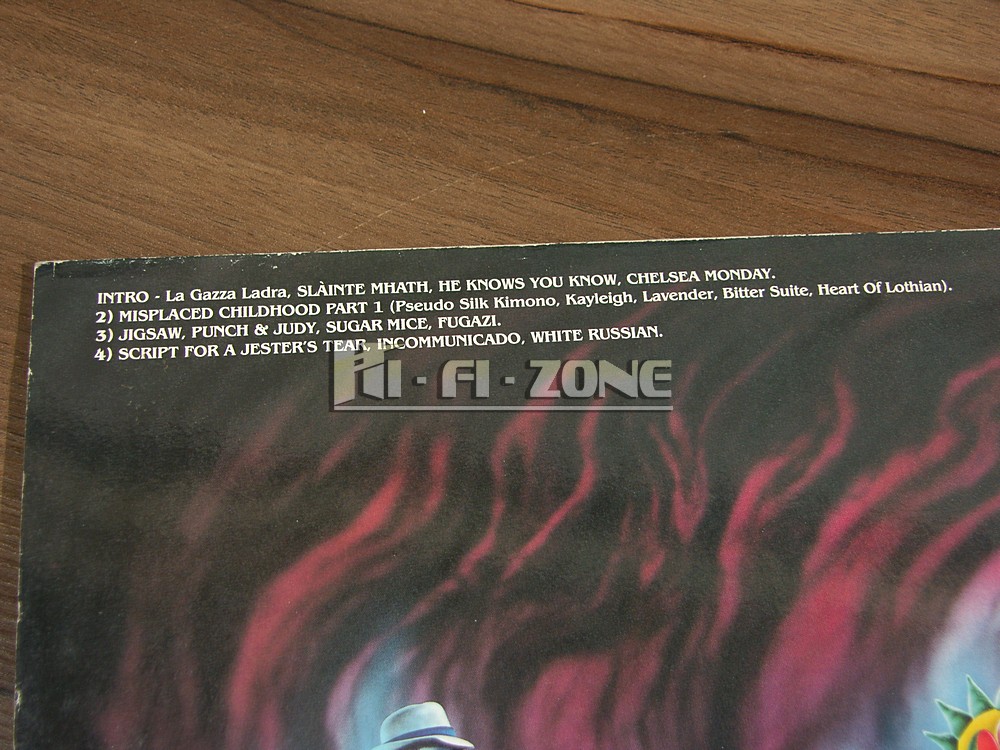 INTRO - La Gazza Ladra, SLÀINTE MHATH, HE KNOWS YOU KNOW, CHELSEA MONDAY.
2) MISPLACED CHILDHOOD PART 1 (Pseudo Silk Kimono, Kayleigh, Lavender, Bitter Suite, Heart Of Lothian).
3) JIGSAW, PUNCH & JUDY, SUGAR MICE, FUGAZI.
4) SCRIPT FOR A JESTER'S TEAR, INCOMMUNICADO, WHITE RUSSIAN.
HI - FI - ZONE